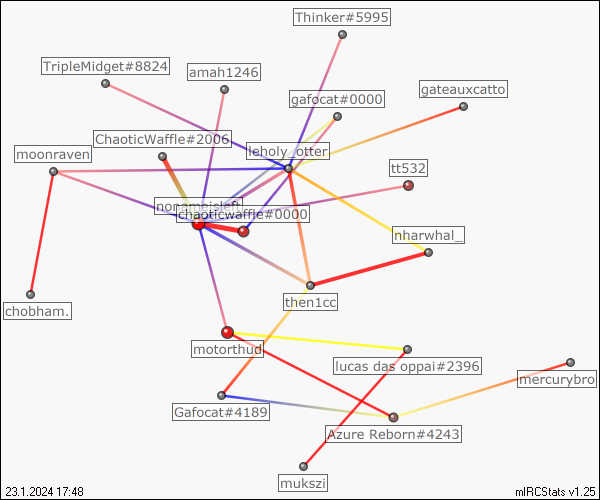 Thinker#5995
TripleMidget#8824
amah1246
gateauxcatto
gafocat#0000
ChaoticWaffle#2006
moonraven
leholy_otter
tt532
nonameisleft
chaoticwaffle#0000
nharwhal_
chobham.
then1cc
motorthud
lucas das oppai#2396
mercurybro
Gafocat#4189
Azure Reborn#4243
mukszi
23.1.2024 17:48
mIRCStats v1.25